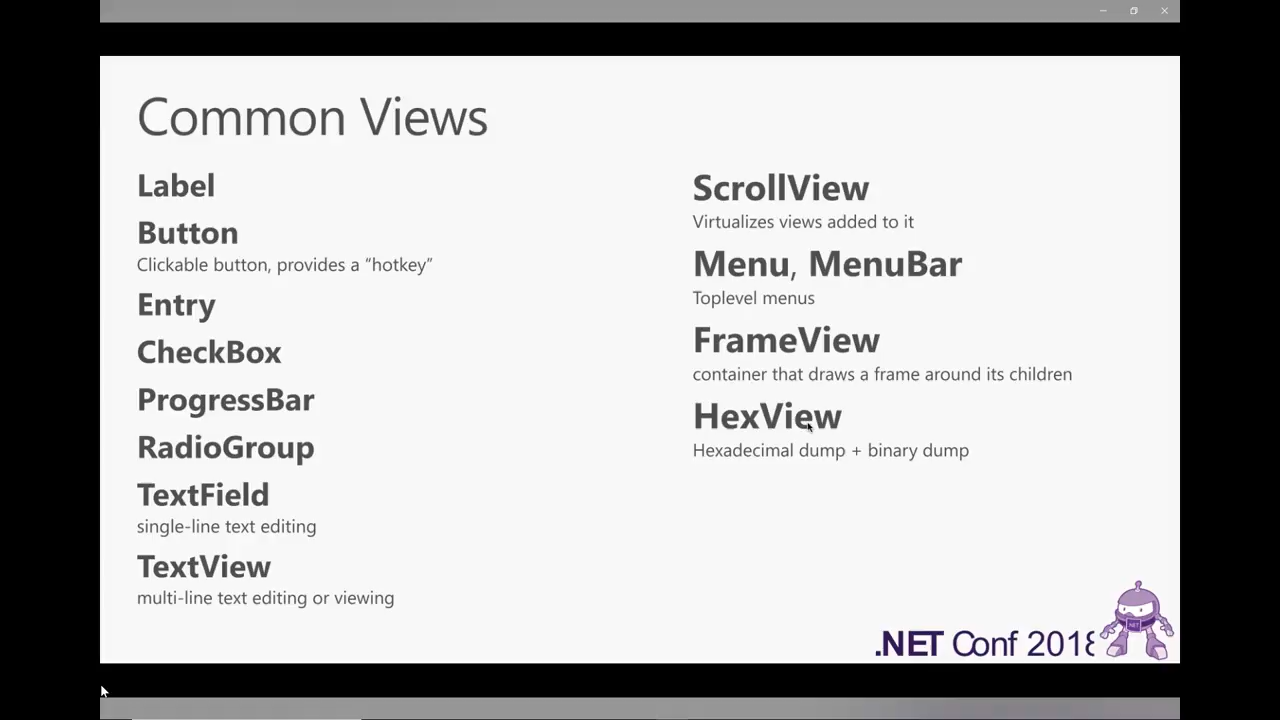 Common Views
Label
Button
Clickable button, provides a “hotkey”
Entry
CheckBox
ProgressBar
RadioGroup
TextField
single-line text editing
TextView
multi-line text editing or viewing
ScrollView
Virtualizes views added to it
Menu, MenuBar
Toplevel menus
FrameView
container that draws a frame around its children
HexView
Hexadecimal dump + binary dump
.NET Conf 2018
.NET